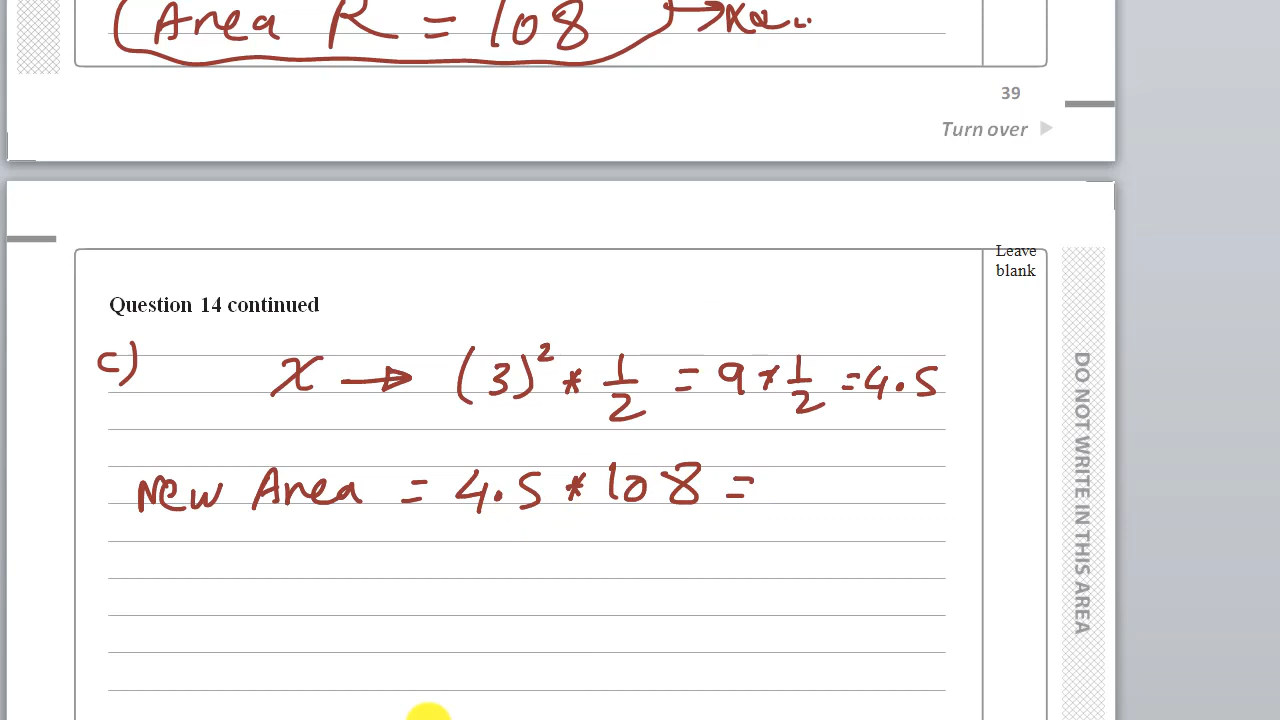 Area R = 108
39
Turn over
Leave
blank
Question 14 continued
c) x → (3)² * 1/2 = 9 * 1/2 = 4.5
New Area = 4.5 * 108 =
DO NOT WRITE IN THIS AREA